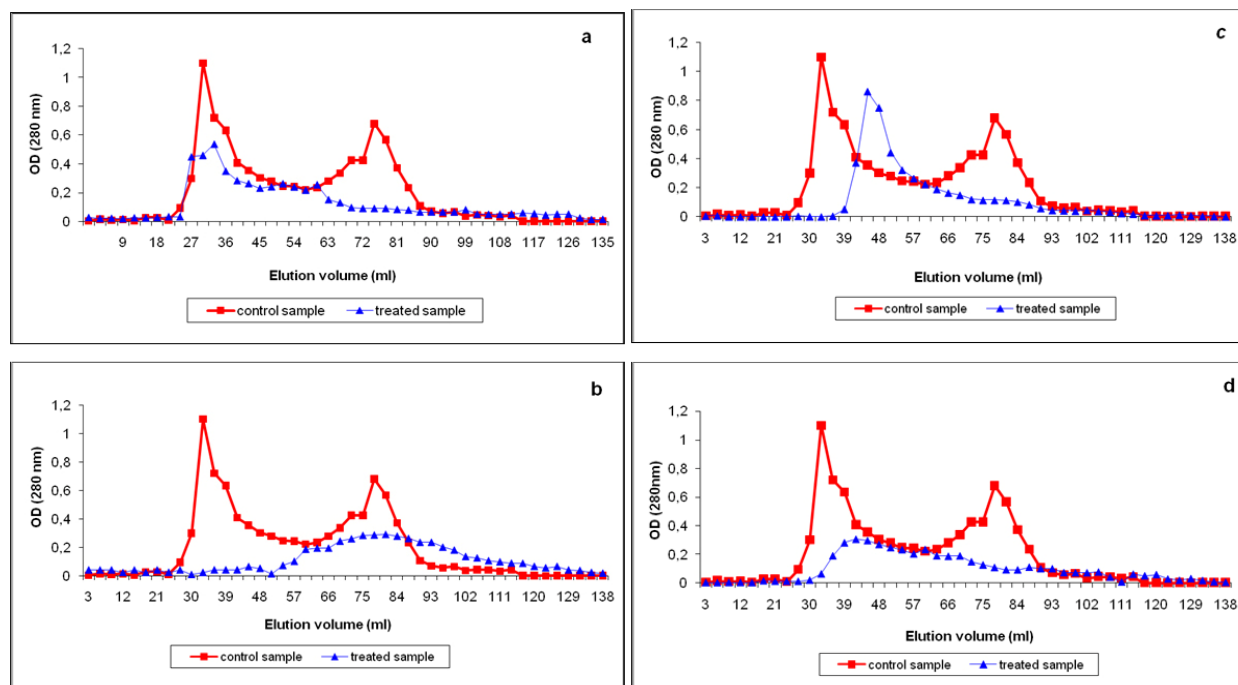 a
1,2
1
0,8
0,6
0,4
0,2
0
OD (280 nm)
9 18 27 36 45 54 63 72 81 90 99 108 117 126 135
Elution volume (ml)
control sample treated sample
c
1,2
1
0,8
0,6
0,4
0,2
0
OD (280 nm)
3 12 21 30 39 48 57 66 75 84 93 102 111 120 129 138
Elution volume (ml)
control sample treated sample
b
1,2
1
0,8
0,6
0,4
0,2
0
OD (280 nm)
3 12 21 30 39 48 57 66 75 84 93 102 111 120 129 138
Elution volume (ml)
control sample treated sample
d
1,2
1
0,8
0,6
0,4
0,2
0
OD (280nm)
3 12 21 30 39 48 57 66 75 84 93 102 111 120 129 138
Elution volume (ml)
control sample treated sample